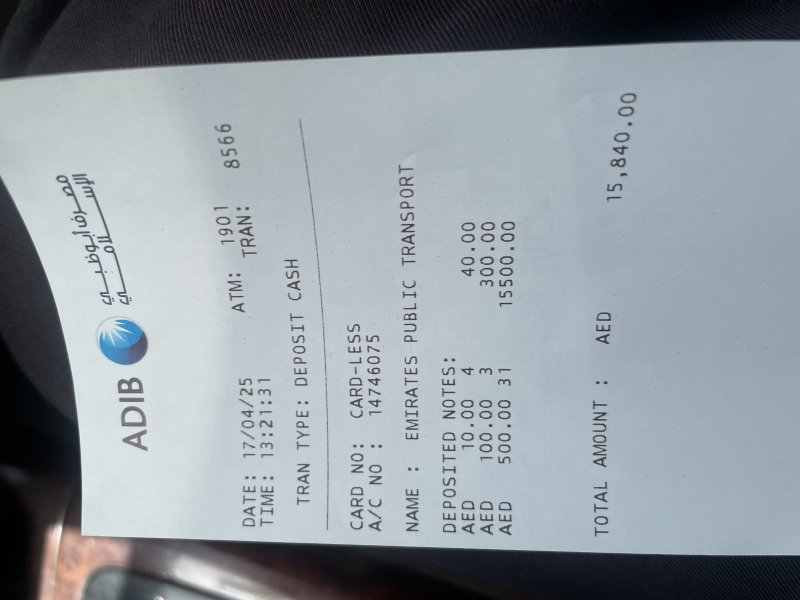 ADIB
مصرف أبوظبي
الإسلامي
DATE: 17/04/25 ATM: 1901
TIME: 13:21:31 TRAN: 8566
TRAN TYPE: DEPOSIT CASH
CARD NO: CARD-LESS
A/C NO : 14746075
NAME : EMIRATES PUBLIC TRANSPORT
DEPOSITED NOTES:
AED 10.00 4 40.00
AED 100.00 3 300.00
AED 500.00 31 15500.00
TOTAL AMOUNT : AED 15,840.00